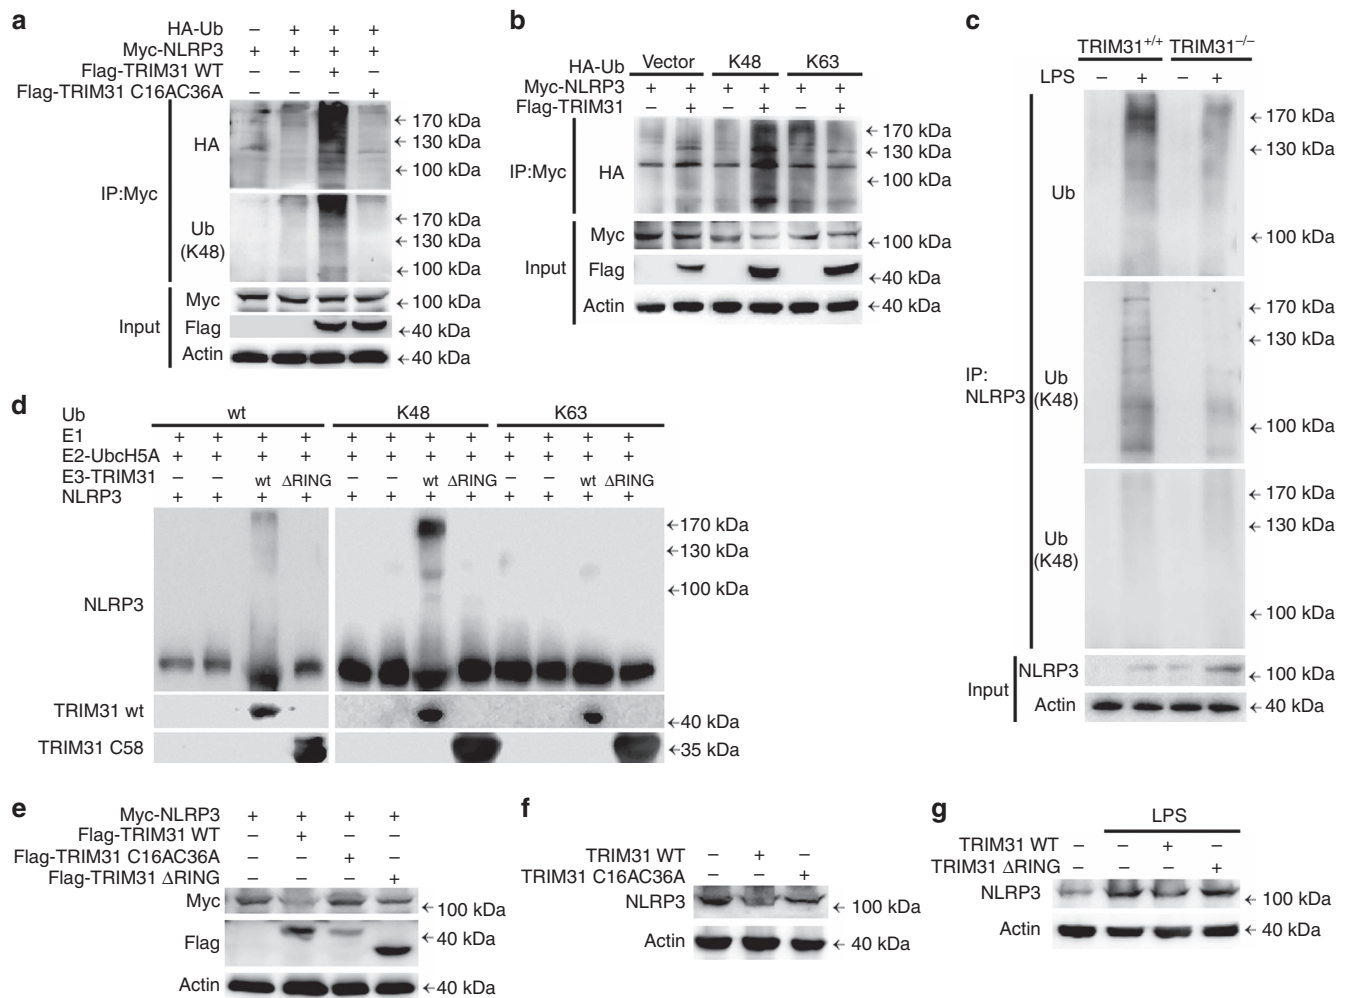 a
HA-Ub – + + +
Myc-NLRP3 + + + +
Flag-TRIM31 WT – – + –
Flag-TRIM31 C16AC36A – – – +
IP:Myc
HA
←170 kDa
←130 kDa
←100 kDa
Ub
(K48)
←170 kDa
←130 kDa
←100 kDa
Input
Myc ←100 kDa
Flag ←40 kDa
Actin ←40 kDa
b
HA-Ub Vector K48 K63
Myc-NLRP3 + + + + + +
Flag-TRIM31 – + – + – +
IP:Myc
HA
←170 kDa
←130 kDa
←100 kDa
Input
Myc ←100 kDa
Flag ←40 kDa
Actin ←40 kDa
c
TRIM31+/+ TRIM31–/–
LPS – + – +
IP:
NLRP3
Ub
←170 kDa
←130 kDa
←100 kDa
Ub
(K48)
←170 kDa
←130 kDa
←100 kDa
Ub
(K48)
←170 kDa
←130 kDa
←100 kDa
Input
NLRP3 ←100 kDa
Actin ←40 kDa
d
Ub wt K48 K63
E1 + + + + + + + + + + + +
E2-UbcH5A + + + + + + + + + + + +
E3-TRIM31 – – wt ΔRING – – wt ΔRING – – wt ΔRING
NLRP3 + + + + + + + + + + + +
NLRP3
←170 kDa
←130 kDa
←100 kDa
TRIM31 wt ←40 kDa
TRIM31 C58 ←35 kDa
e
Myc-NLRP3 + + + +
Flag-TRIM31 WT – + – –
Flag-TRIM31 C16AC36A – – + –
Flag-TRIM31 ΔRING – – – +
Myc ←100 kDa
Flag ←40 kDa
Actin ←40 kDa
f
TRIM31 WT – + –
TRIM31 C16AC36A – – +
NLRP3 ←100 kDa
Actin ←40 kDa
g
LPS
TRIM31 WT – – + –
TRIM31 ΔRING – – – +
NLRP3 ←100 kDa
Actin ←40 kDa